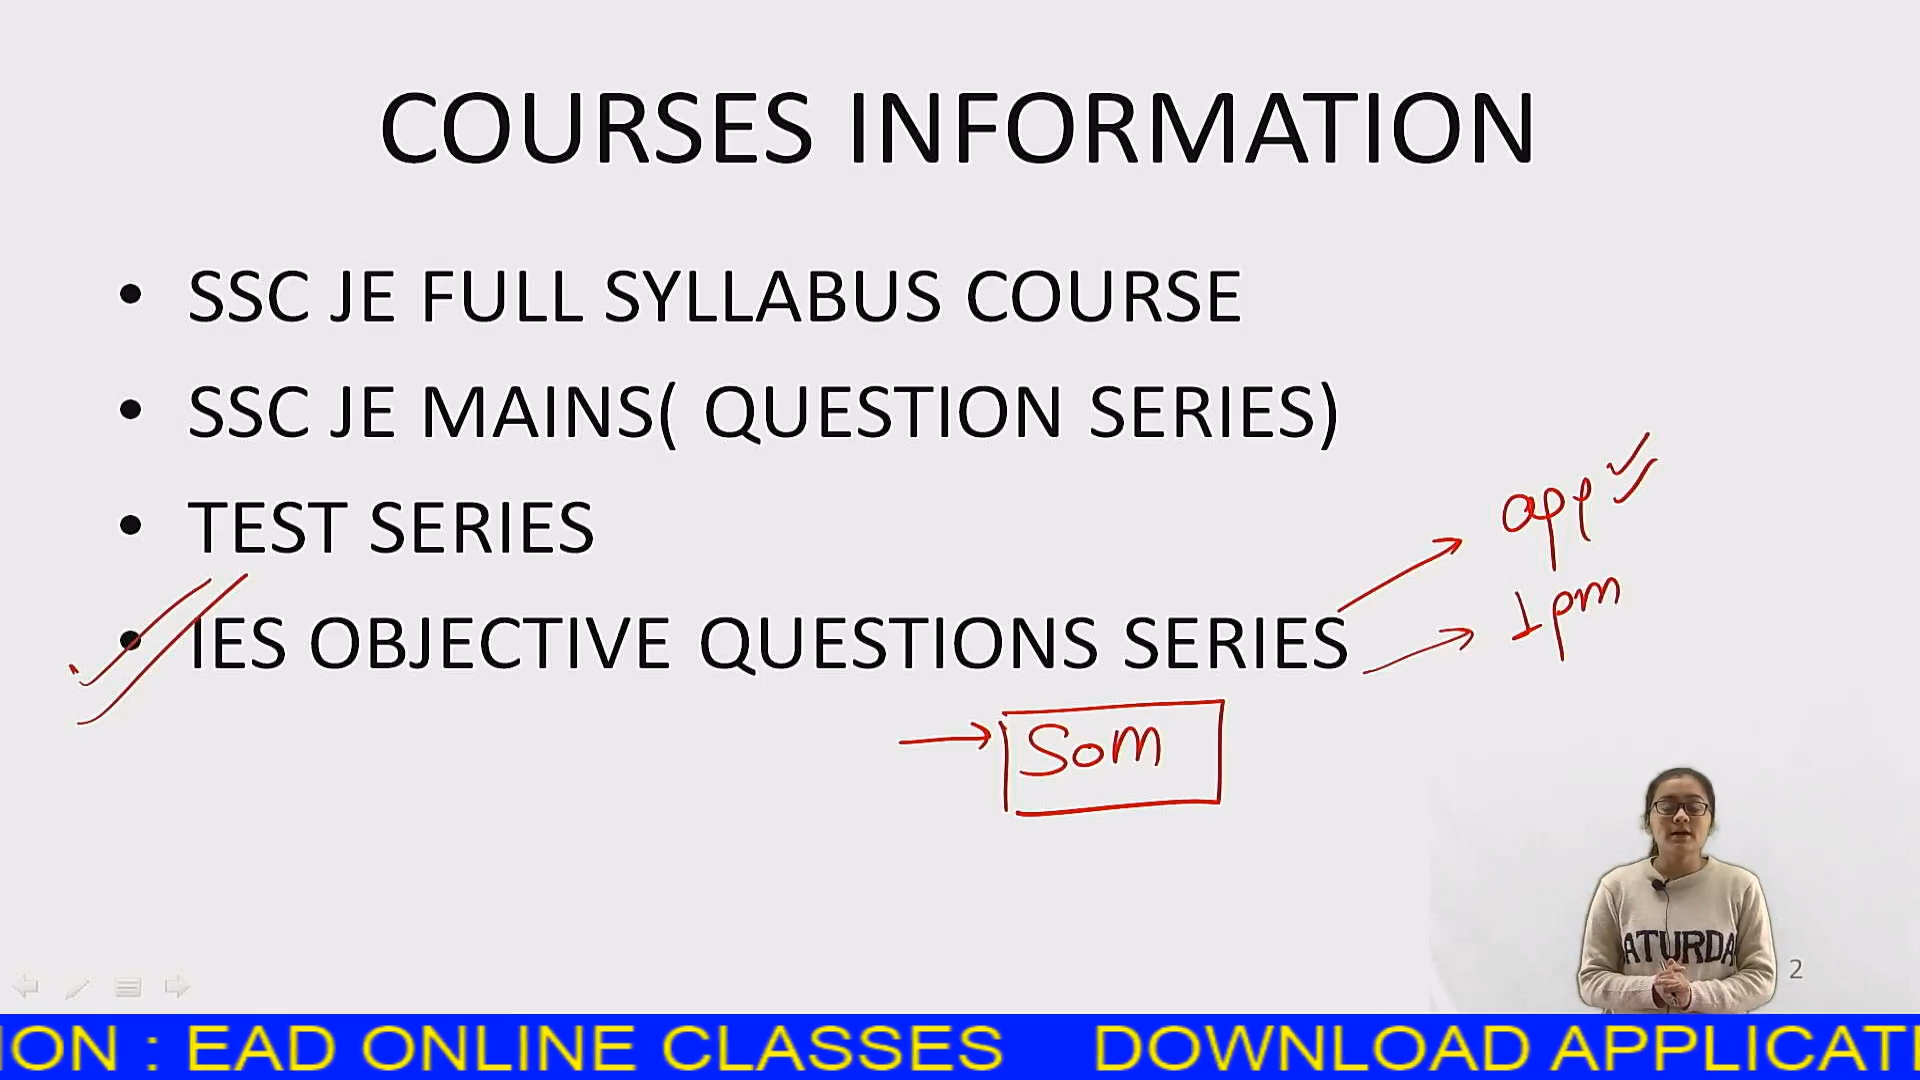 COURSES INFORMATION
• SSC JE FULL SYLLABUS COURSE
• SSC JE MAINS( QUESTION SERIES)
• TEST SERIES
app
• IES OBJECTIVE QUESTIONS SERIES
1pm
SOM
ATURDA
2
ION : EAD ONLINE CLASSES DOWNLOAD APPLICATI